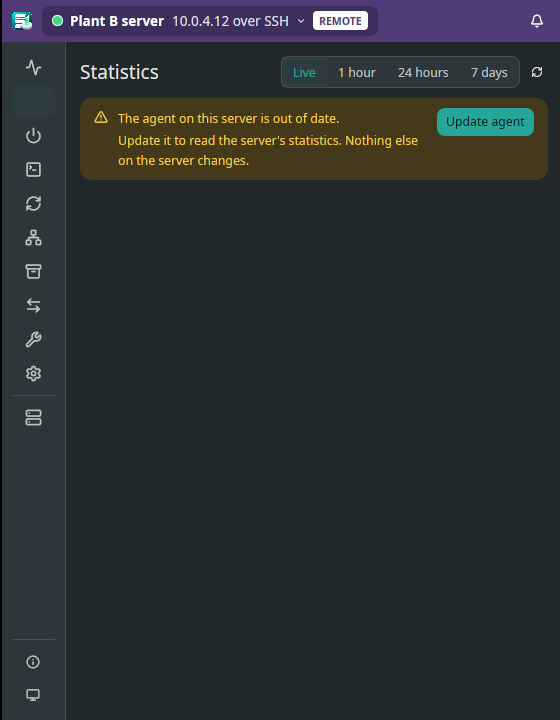 Plant B server 10.0.4.12 over SSH REMOTE
Statistics
Live 1 hour 24 hours 7 days
The agent on this server is out of date.
Update it to read the server's statistics. Nothing else
on the server changes.
Update agent